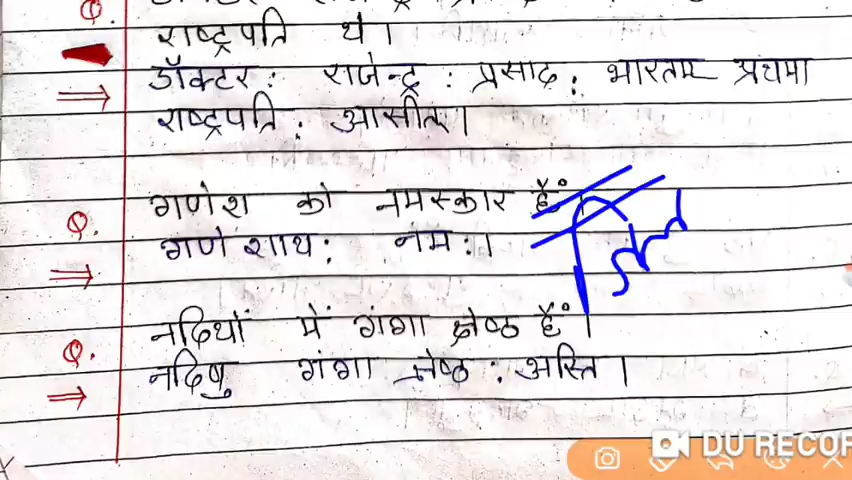 Q.
राष्ट्रपति थे।
डॉक्टर: राजेन्द्र: प्रसाद: भारतम प्रथमा
⇒ राष्ट्रपति: आसीत।
Q. गणेश को नमस्कार हैं।
⇒ गणेशाय: नम:।
Q. नदियों में गंगा श्रेष्ठ हैं।
⇒ नदिषु गंगा श्रेष्ठ: अस्ति।
DU RECOR